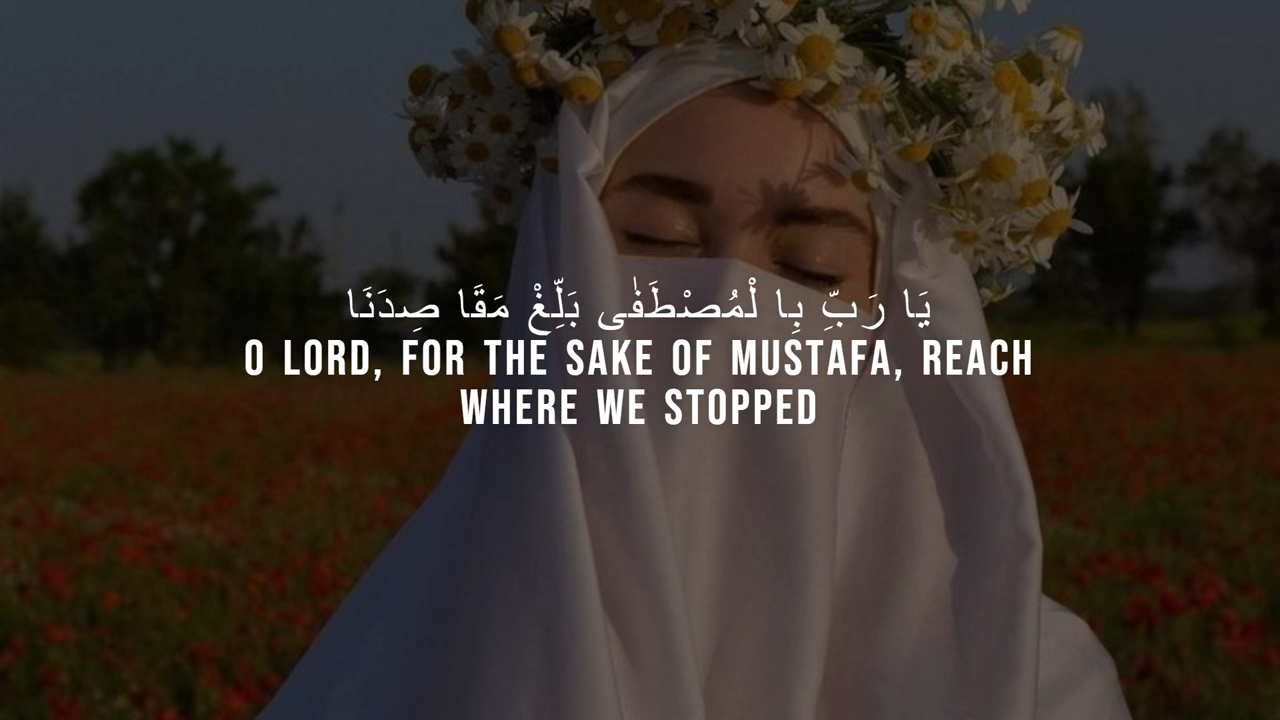 يَا رَبِّ بِا لْمُصْطَفٰى بَلِّغْ مَقَا صِدَنَا
O LORD, FOR THE SAKE OF MUSTAFA, REACH
WHERE WE STOPPED